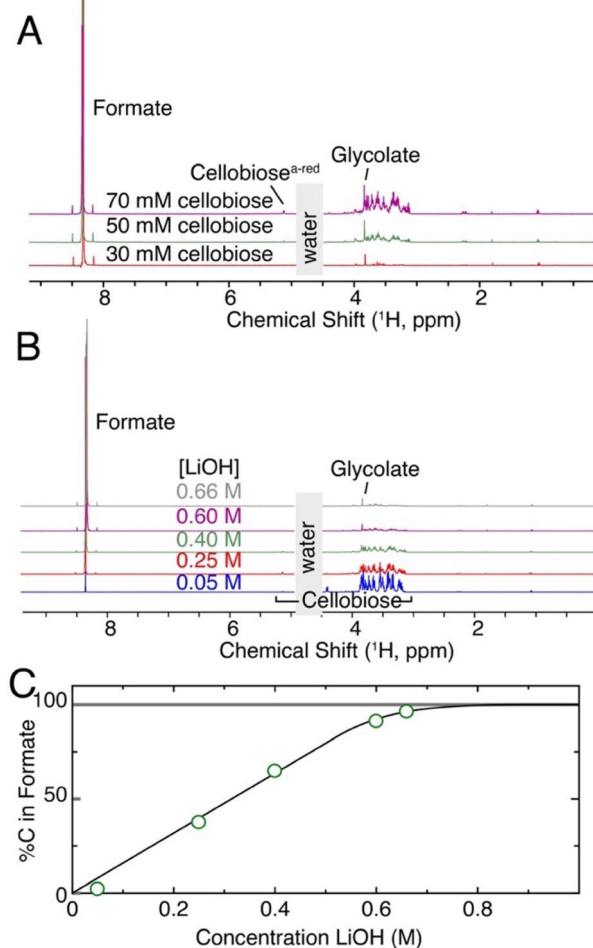 A
Formate
Cellobiose^a-red
Glycolate
70 mM cellobiose
50 mM cellobiose
30 mM cellobiose
water
8 6 4 2
Chemical Shift (¹H, ppm)
B
Formate
[LiOH]
Glycolate
0.66 M
0.60 M
0.40 M
0.25 M
0.05 M
water
Cellobiose
8 6 4 2
Chemical Shift (¹H, ppm)
C
100
50
0
%C in Formate
0 0.2 0.4 0.6 0.8
Concentration LiOH (M)